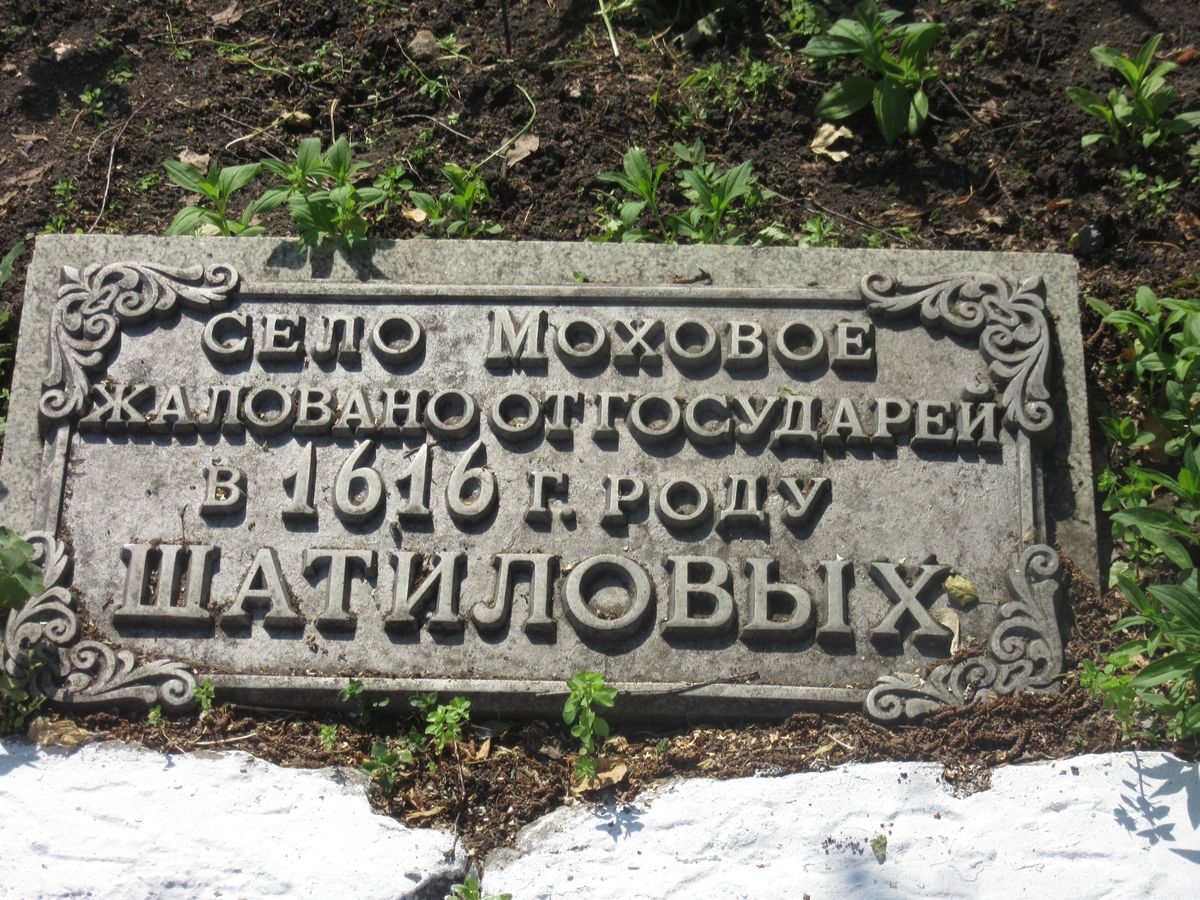 Село Моховое
жаловано от государей
в 1616 г. роду
Шатиловых